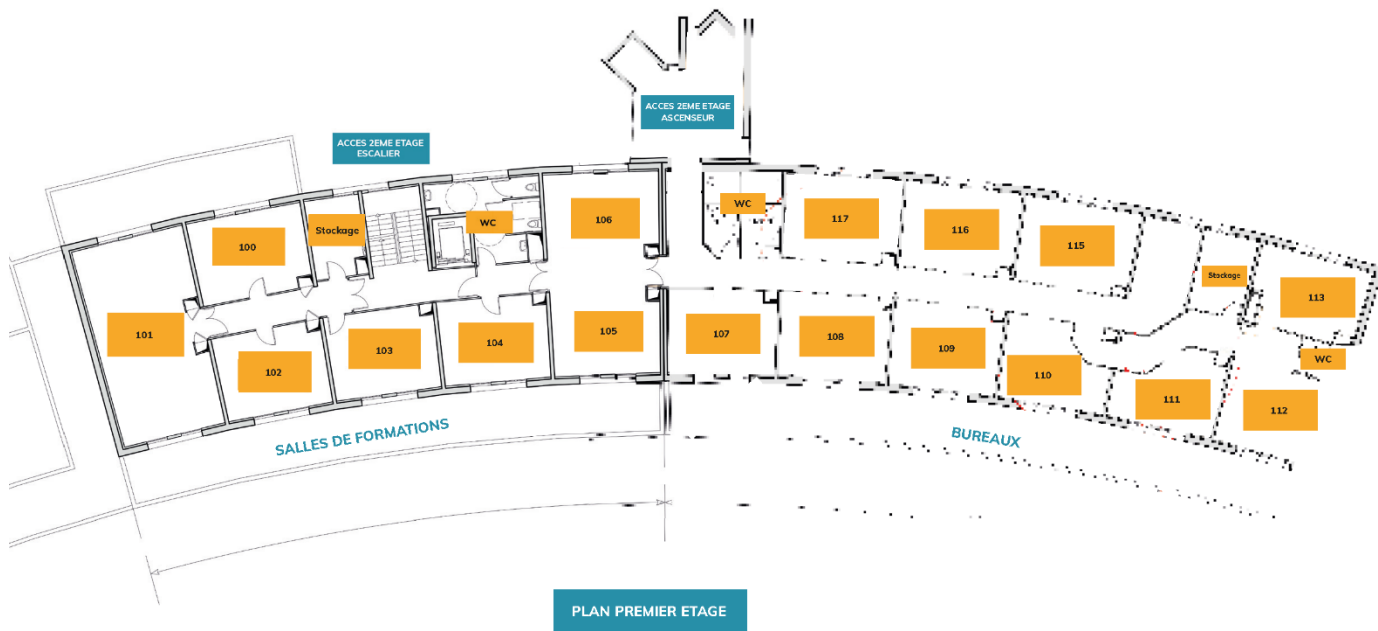 ACCES 2EME ETAGE
ASCENSEUR
ACCES 2EME ETAGE
ESCALIER
100
Stockage
WC
106
WC
117
116
115
Stockage
113
101
102
103
104
105
107
108
109
110
111
112
WC
SALLES DE FORMATIONS
BUREAUX
PLAN PREMIER ETAGE